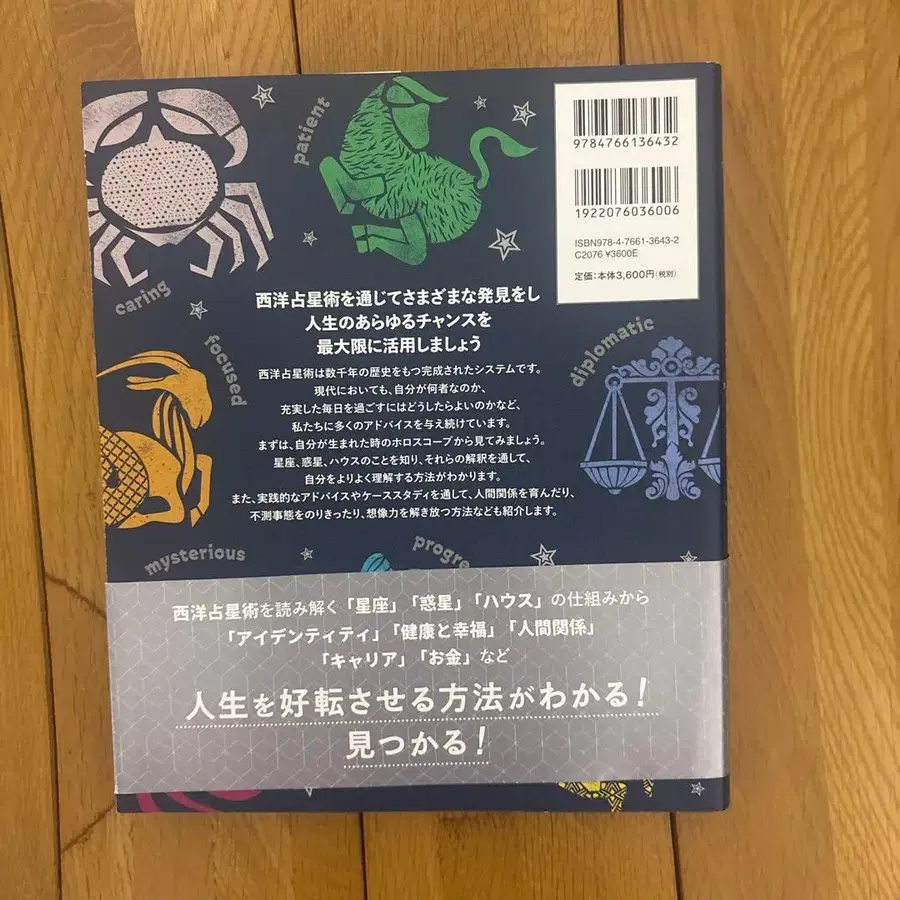 patient
9784766136432
1922076036006
ISBN978-4-7661-3643-2
C2076 ¥3600E
定価:本体3,600円(税別)
caring
focused
diplomatic
西洋占星術を通じてさまざまな発見をし
人生のあらゆるチャンスを
最大限に活用しましょう
西洋占星術は数千年の歴史をもつ完成されたシステムです。
現代においても、自分が何者なのか、
充実した毎日を過ごすにはどうしたらよいのかなど、
私たちに多くのアドバイスを与え続けています。
まずは、自分が生まれた時のホロスコープから見てみましょう。
星座、惑星、ハウスのことを知り、それらの解釈を通して、
自分をよりよく理解する方法がわかります。
また、実践的なアドバイスやケーススタディを通して、人間関係を育んだり、
不測事態をのりきったり、想像力を解き放つ方法なども紹介します。
mysterious
progre
西洋占星術を読み解く「星座」「惑星」「ハウス」の仕組みから
「アイデンティティ」「健康と幸福」「人間関係」
「キャリア」「お金」など
人生を好転させる方法がわかる!
見つかる!